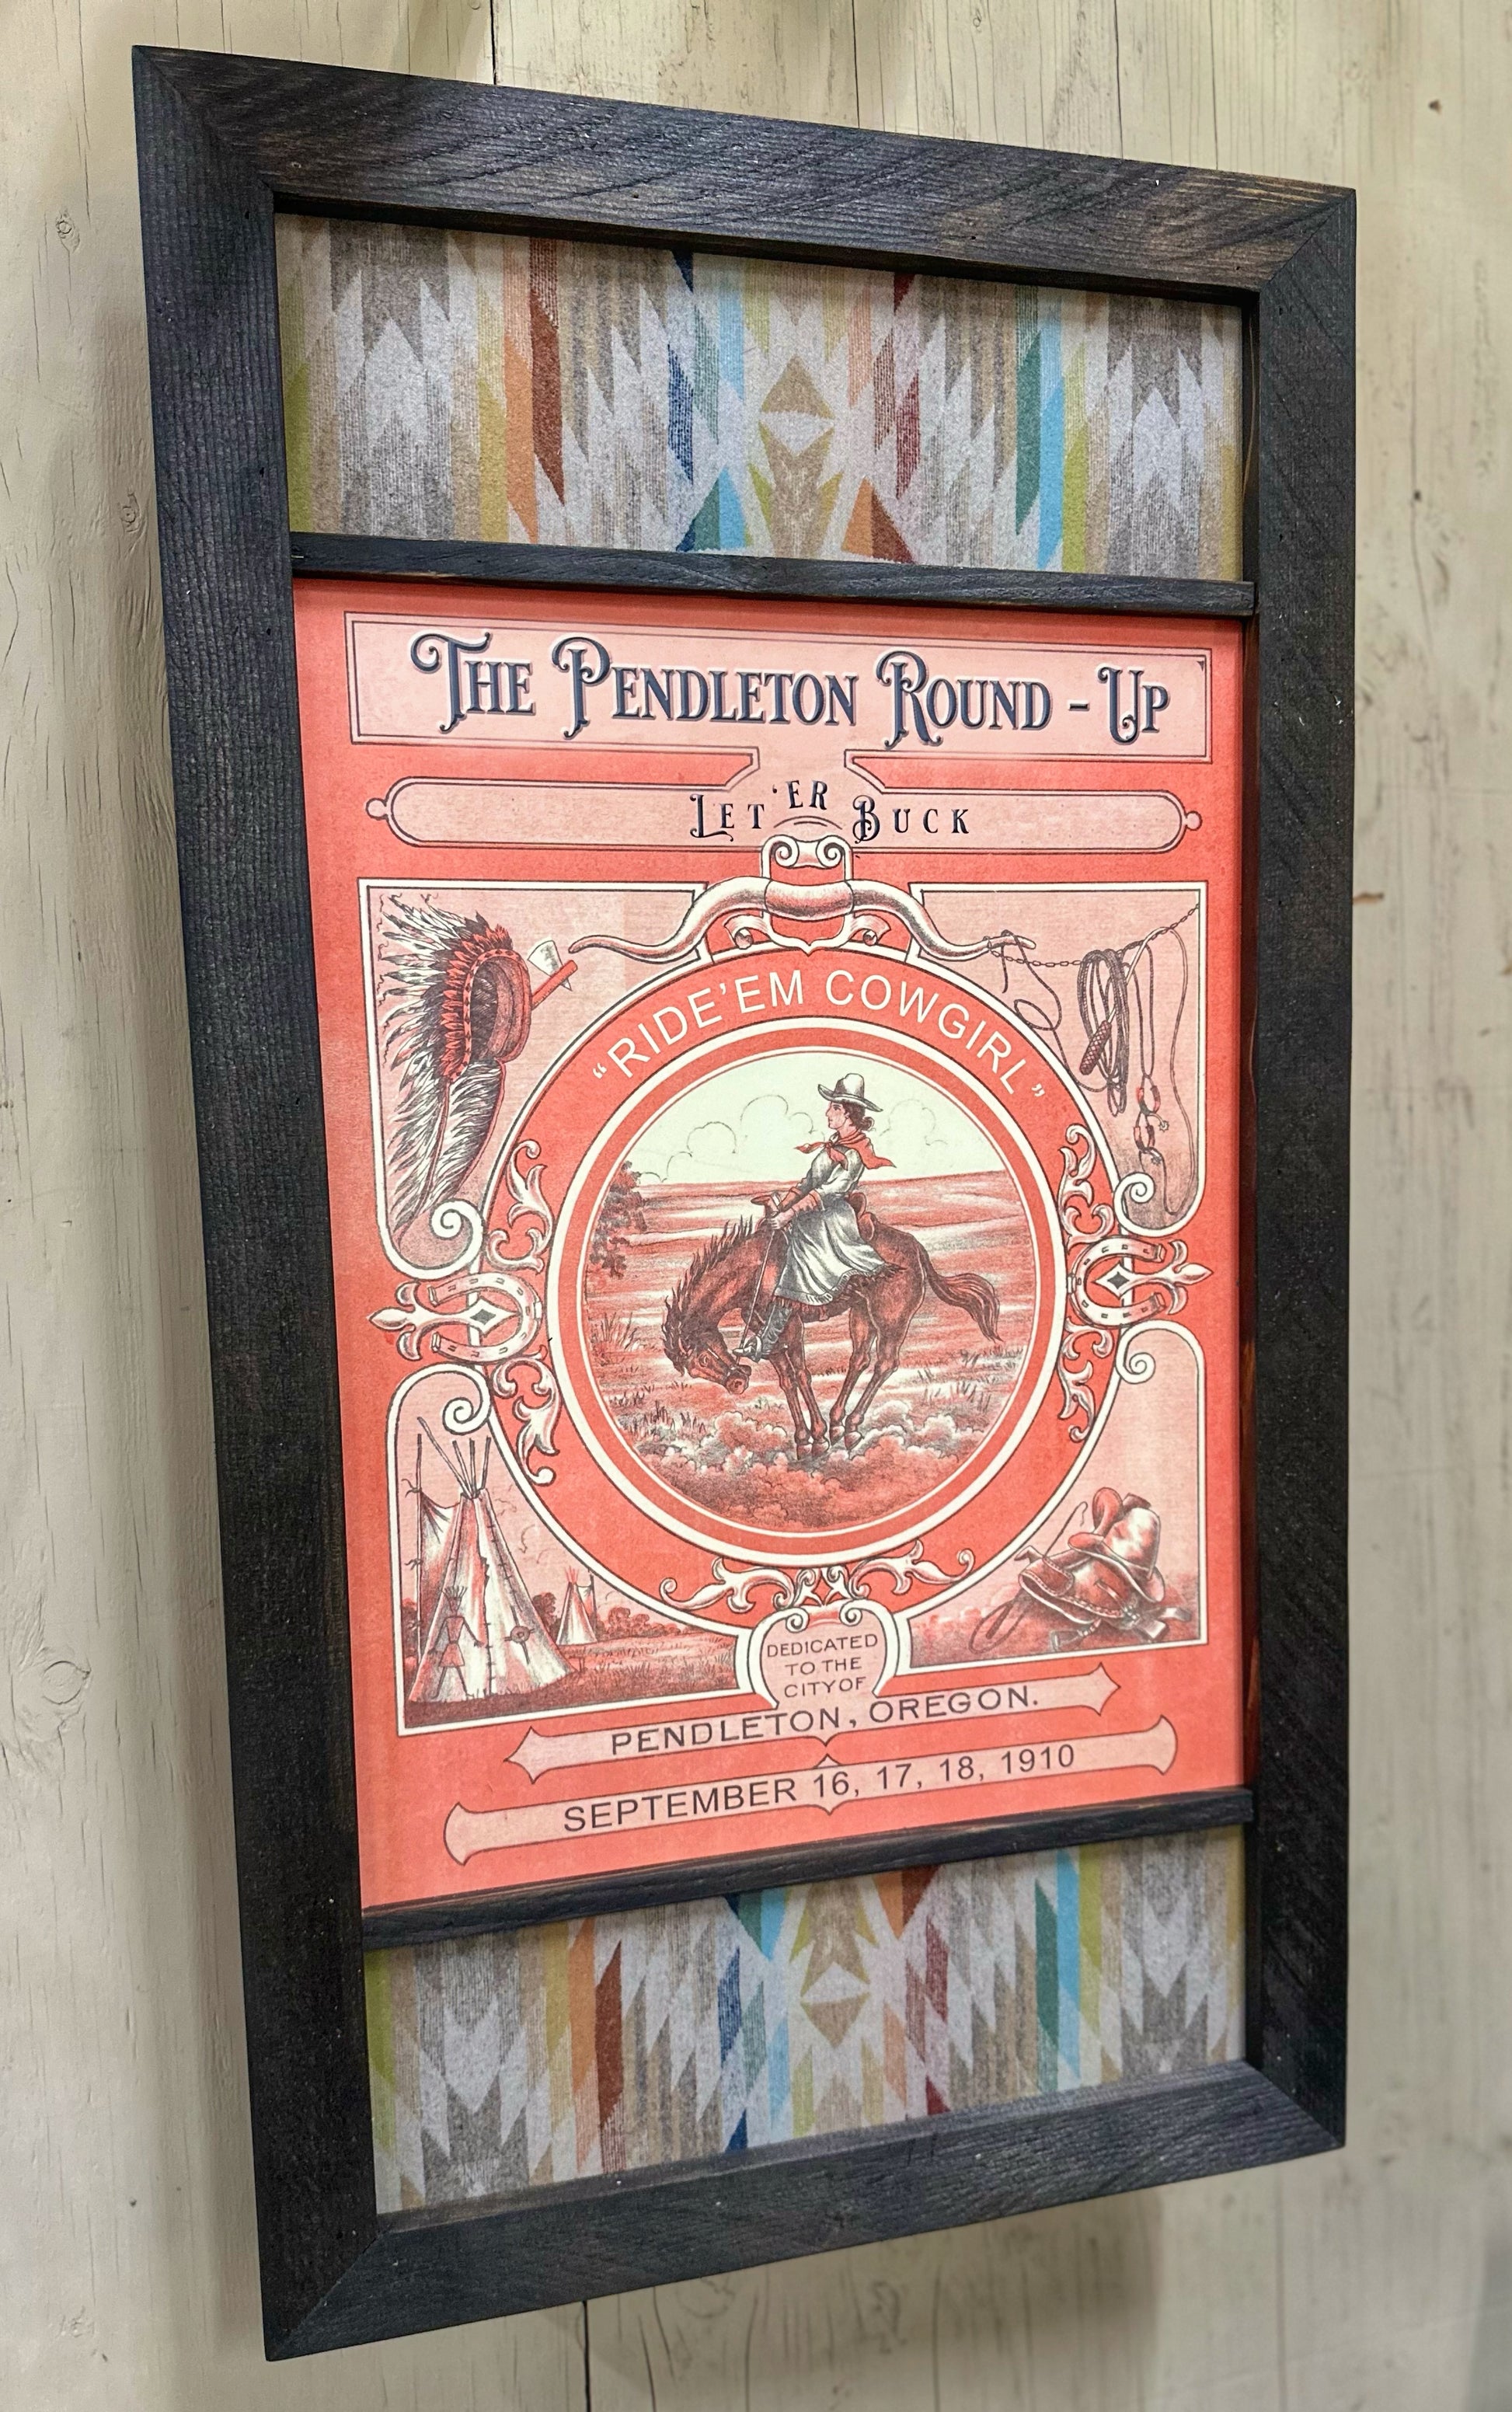 THE PENDLETON ROUND - UP
LET 'ER BUCK
“RIDE'EM COWGIRL”
DEDICATED
TO THE
CITY OF
PENDLETON, OREGON.
SEPTEMBER 16, 17, 18, 1910